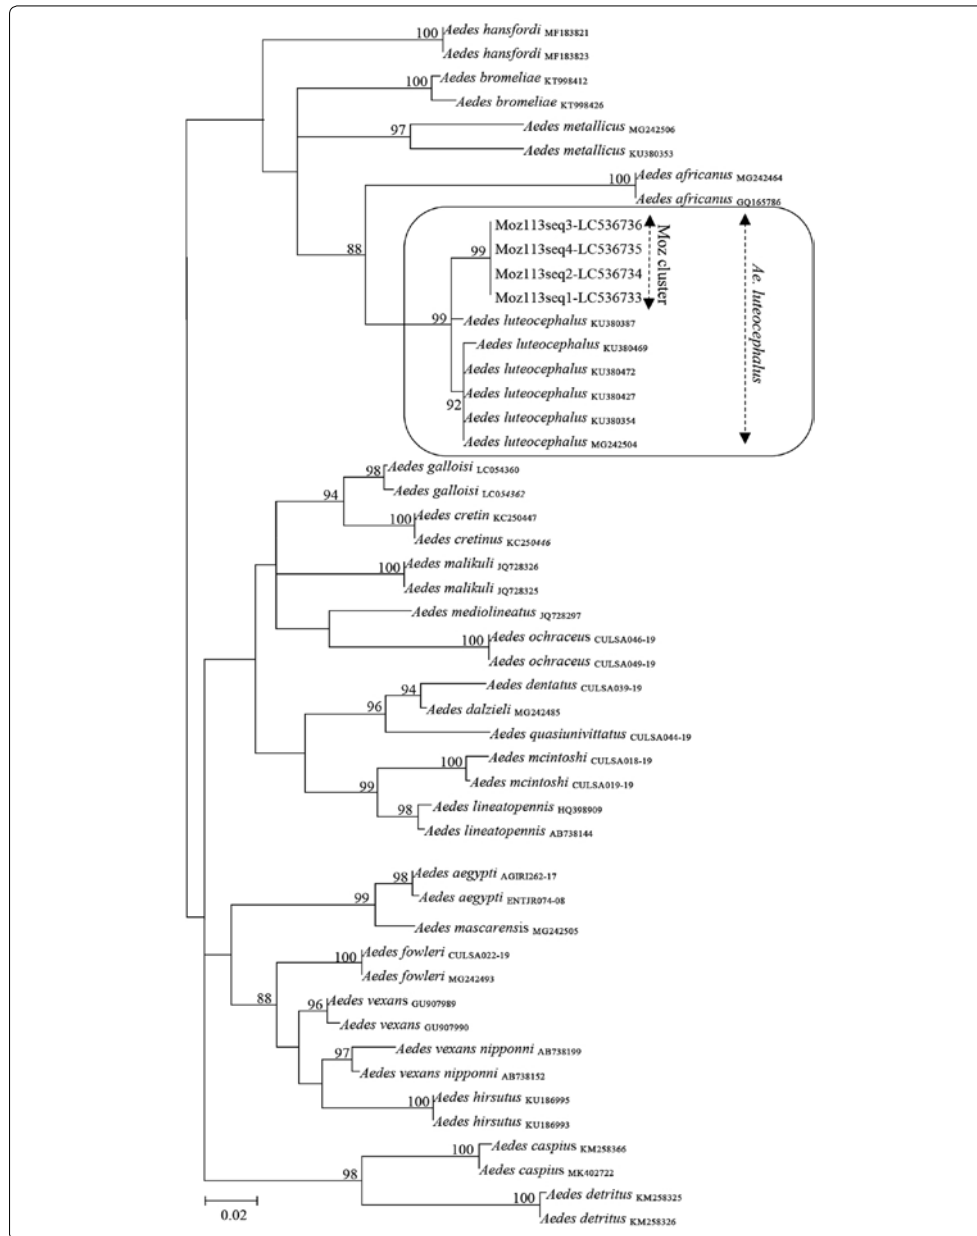 100 Aedes hansfordi MF183821
Aedes hansfordi MF183823
100 Aedes bromeliae KT998412
Aedes bromeliae KT998426
97 Aedes metallicus MG242506
Aedes metallicus KU380353
100 Aedes africanus MG242464
Aedes africanus GQ165786
88
99 Moz113seq3-LC536736
Moz113seq4-LC536735
Moz113seq2-LC536734
Moz113seq1-LC536733
Moz cluster
Ae. luteocephalus
99 Aedes luteocephalus KU380387
Aedes luteocephalus KU380469
Aedes luteocephalus KU380472
Aedes luteocephalus KU380427
92
Aedes luteocephalus KU380354
Aedes luteocephalus MG242504
98 Aedes galloisi LC054360
Aedes galloisi LC054362
94
100 Aedes cretin KC250447
Aedes cretinus KC250446
100 Aedes malikuli JQ728326
Aedes malikuli JQ728325
Aedes mediolineatus JQ728297
100 Aedes ochraceus CULSA046-19
Aedes ochraceus CULSA049-19
94 Aedes dentatus CULSA039-19
96 Aedes dalzieli MG242485
Aedes quasiunivittatus CULSA044-19
100 Aedes mcintoshi CULSA018-19
Aedes mcintoshi CULSA019-19
99
98 Aedes lineatopennis HQ398909
Aedes lineatopennis AB738144
98 Aedes aegypti AGIRI262-17
Aedes aegypti ENTJR074-08
99
Aedes mascarensis MG242505
100 Aedes fowleri CULSA022-19
Aedes fowleri MG242493
88
96 Aedes vexans GU907989
Aedes vexans GU907990
97 Aedes vexans nipponni AB738199
Aedes vexans nipponni AB738152
100 Aedes hirsutus KU186995
Aedes hirsutus KU186993
100 Aedes caspius KM258366
Aedes caspius MK402722
98
100 Aedes detritus KM258325
Aedes detritus KM258326
0.02